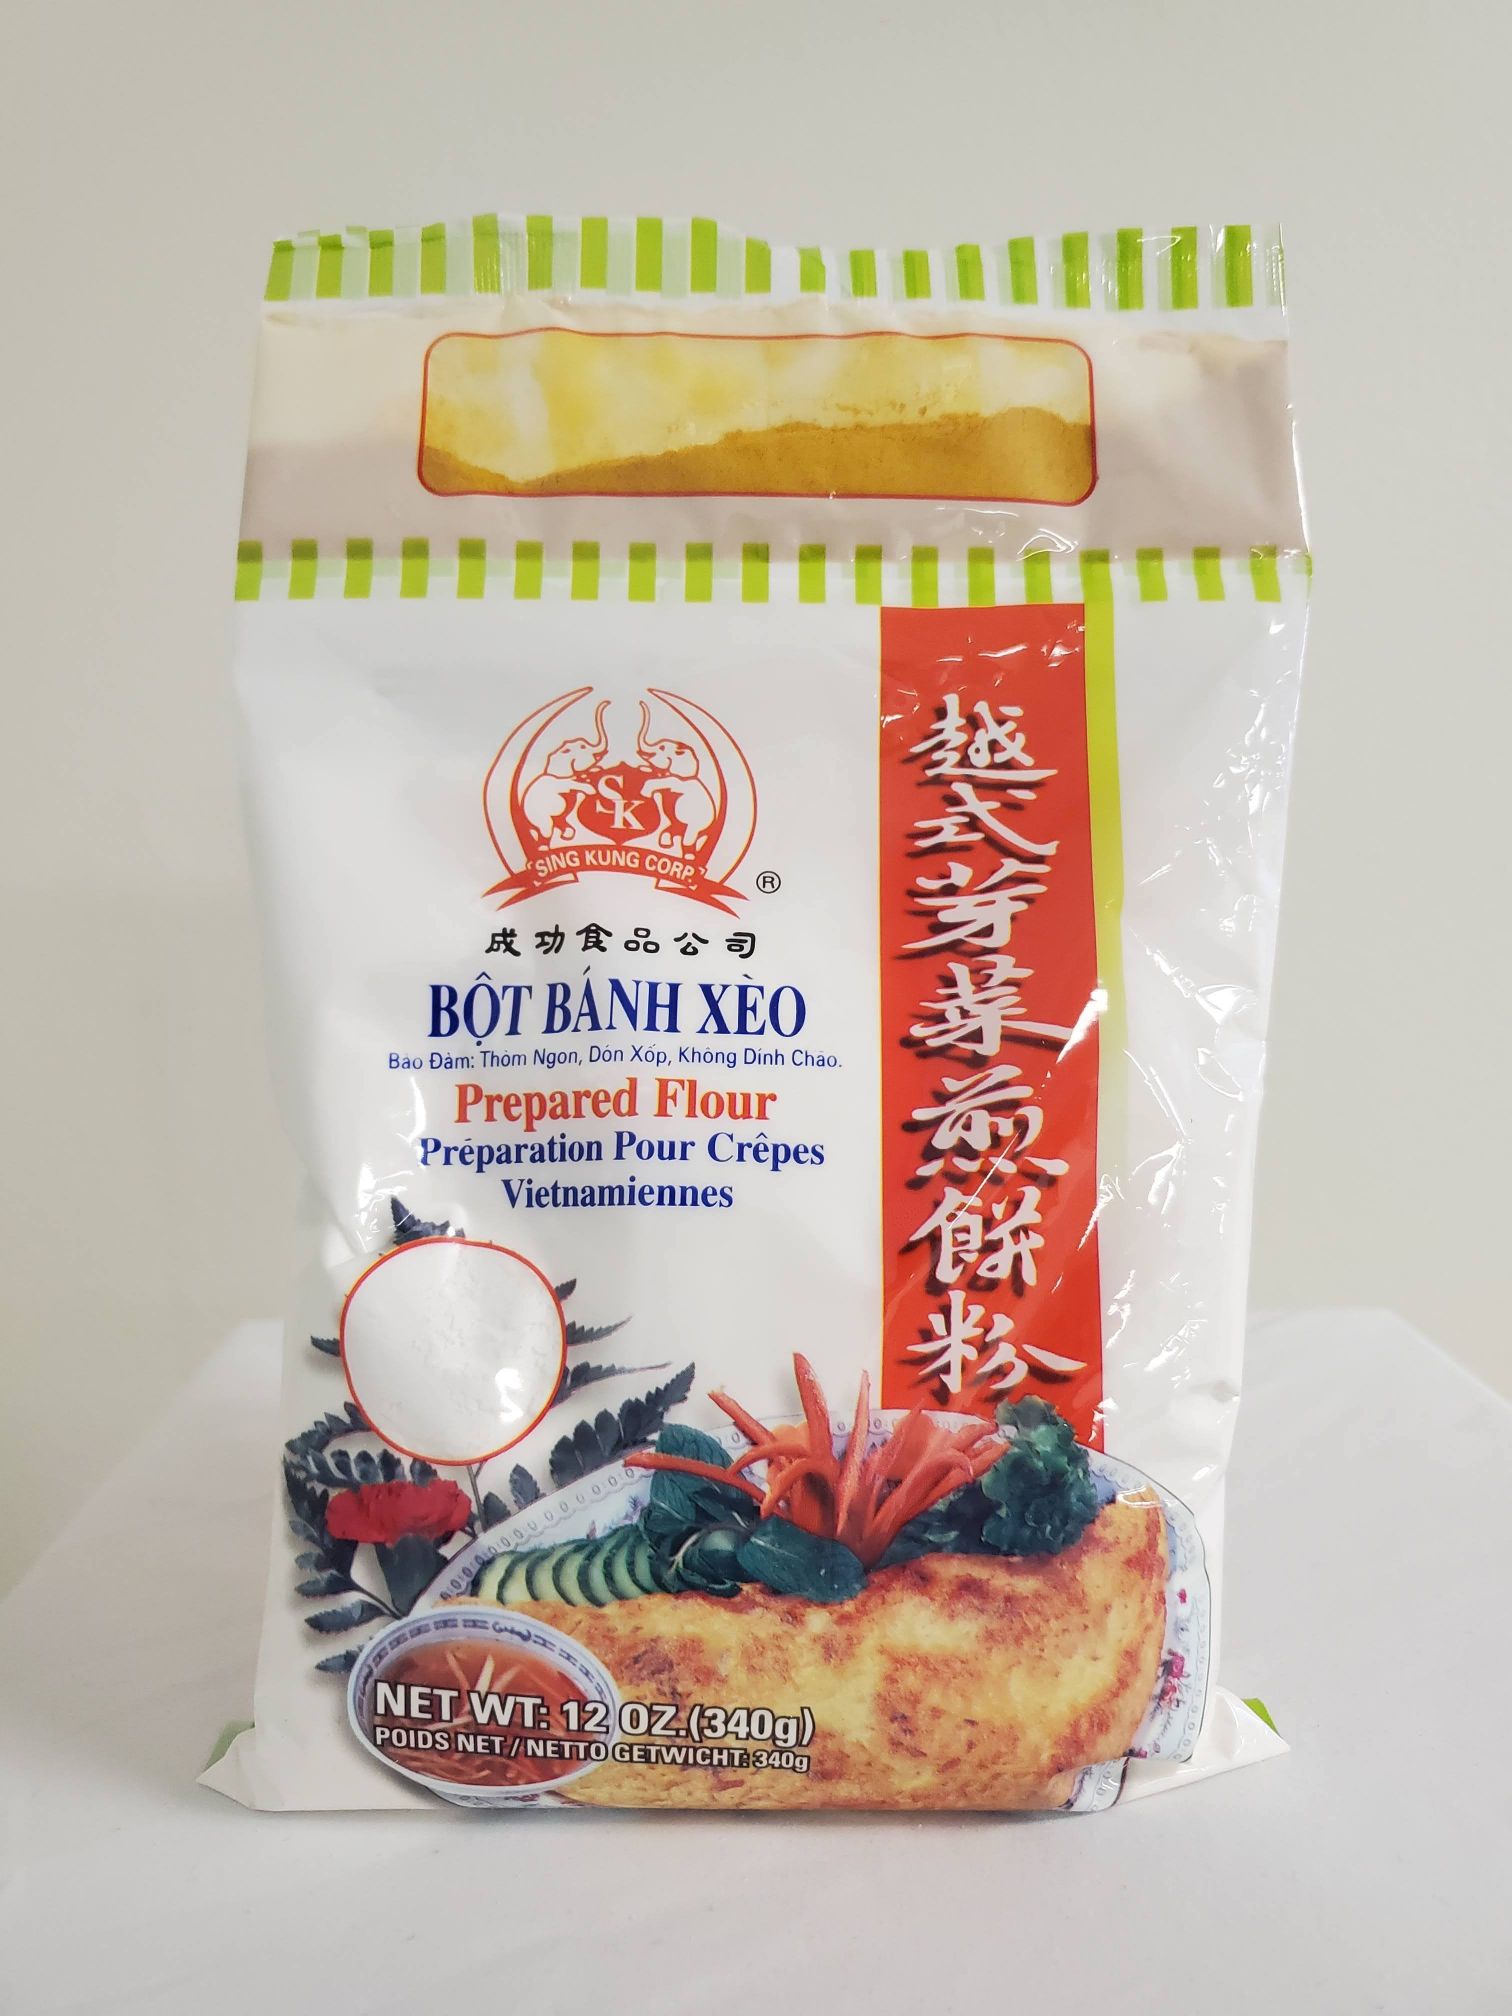 SK
SING KUNG CORP.
®
成功食品公司
BỘT BÁNH XÈO
Bảo Đảm: Thơm Ngon, Dòn Xốp, Không Dính Chảo.
Prepared Flour
Préparation Pour Crêpes
Vietnamiennes
越式芽菜煎餅粉
NET WT: 12 OZ.(340g)
POIDS NET / NETTO GETWICHT: 340g